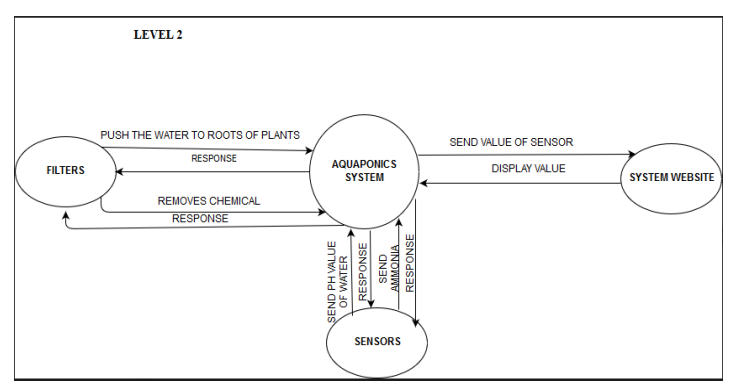 LEVEL 2
PUSH THE WATER TO ROOTS OF PLANTS
RESPONSE
FILTERS
REMOVES CHEMICAL
RESPONSE
AQUAPONICS
SYSTEM
SEND VALUE OF SENSOR
DISPLAY VALUE
SYSTEM WEBSITE
SEND PH VALUE
OF WATER
RESPONSE
SEND
AMMONIA
RESPONSE
SENSORS